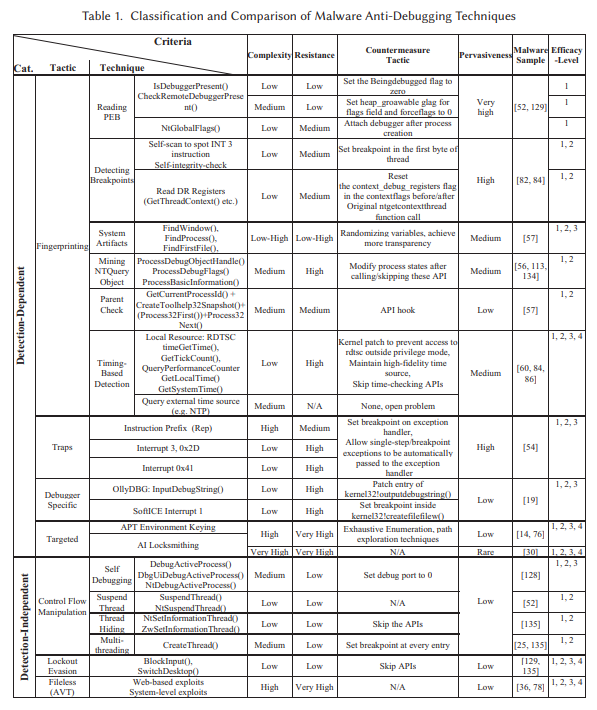 Table 1. Classification and Comparison of Malware Anti-Debugging Techniques
Criteria
Cat. Tactic Technique Complexity Resistance Countermeasure Tactic Pervasiveness Malware Sample Efficacy -Level
Detection-Dependent
Fingerprinting
Reading PEB
IsDebuggerPresent()
CheckRemoteDebuggerPrese
nt()
Low Low Set the Beingdebugged flag to
zero
1
Medium Low Set heap_groawable glag for
flags field and forceflags to 0
1
NtGlobalFlags() Low Medium Attach debugger after process
creation
1
Very
high
[52, 129]
Detecting
Breakpoints
Self-scan to spot INT 3
instruction
Self-integrity-check
Low Medium Set breakpoint in the first byte of
thread
1, 2
Read DR Registers
(GetThreadContext() etc.)
Low Medium Reset
the context_debug_registers flag
in the contextflags before/after
Original ntgetcontextthread
function call
1, 2
High [82, 84]
System
Artifacts
FindWindow(),
FindProcess(),
FindFirstFile(),
Low-High Low-High Randomizing variables, achieve
more transparency
Medium [57] 1, 2, 3
Mining
NTQuery
Object
ProcessDebugObjectHandle()
ProcessDebugFlags()
ProcessBasicInformation()
Medium High Modify process states after
calling/skipping these API
Medium [56, 113,
134]
1, 2
Parent
Check
GetCurrentProcessId() +
CreateToolhelp32Snapshot()+
(Process32First())+Process32
Next()
Medium Medium API hook Low [57] 1, 2
Timing-
Based
Detection
Local Resource: RDTSC
timeGetTime(),
GetTickCount(),
QueryPerformanceCounter
GetLocalTime()
GetSystemTime()
Low High Kernel patch to prevent access to
rdtsc outside privilege mode,
Maintain high-fidelity time
source,
Skip time-checking APIs
Query external time source
(e.g. NTP)
Medium N/A None, open problem
Medium [60, 84,
86]
1, 2, 3, 4
Traps
Instruction Prefix (Rep) High Medium
Interrupt 3, 0x2D Low High
Interrupt 0x41 Low High
Set breakpoint on exception
handler,
Allow single-step/breakpoint
exceptions to be automatically
passed to the exception
handler
High [54] 1, 2, 3
Debugger
Specific
OllyDBG: InputDebugString() Low High Patch entry of
kernel32!outputdebugstring()
SoftICE Interrupt 1 Low High Set breakpoint inside
kernel32!createfilefilew()
Low [19] 1, 2, 3
Targeted
APT Environment Keying
AI Locksmithing
High Very High Exhaustive Enumeration, path
exploration techniques
Low [14, 76] 1, 2, 3, 4
Very High Very High N/A Rare [30] 1, 2, 3, 4
Detection-Independent
Control Flow
Manipulation
Self
Debugging
DebugActiveProcess()
DbgUiDebugActiveProcess()
NtDebugActiveProcess()
Medium Low Set debug port to 0 [128] 1, 2, 3
Suspend
Thread
SuspendThread()
NtSuspendThread()
Low Low N/A [52] 1, 2
Thread
Hiding
NtSetInformationThread()
ZwSetInformationThread()
Low Low Skip the APIs [135] 1, 2
Multi-
threading
CreateThread() Medium Low Set breakpoint at every entry [25, 135] 1, 2
Low
Lockout
Evasion
BlockInput(),
SwitchDesktop()
Low Low Skip APIs Low [129,
135]
1, 2, 3, 4
Fileless
(AVT)
Web-based exploits
System-level exploits
High Very High N/A Low [36, 78] 1, 2, 3, 4